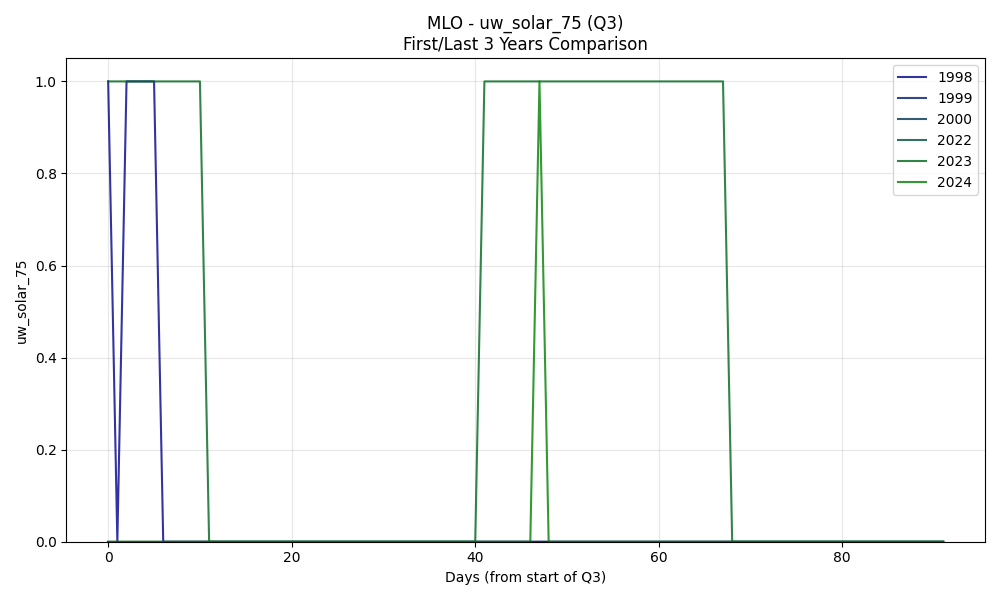 MLO - uw_solar_75 (Q3)
First/Last 3 Years Comparison
1998
1999
2000
2022
2023
2024
uw_solar_75
1.0
0.8
0.6
0.4
0.2
0.0
0 20 40 60 80
Days (from start of Q3)